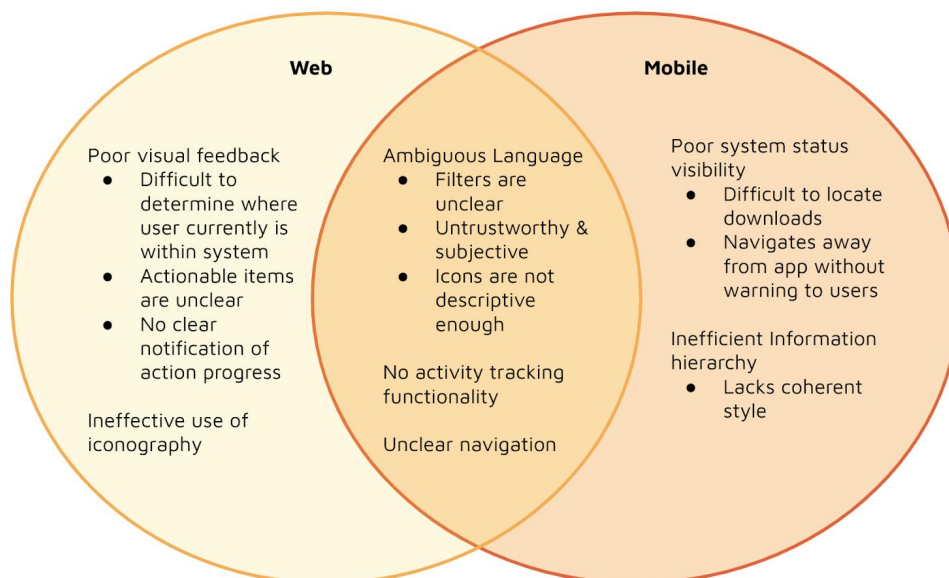 Web
Poor visual feedback
● Difficult to
determine where
user currently is
within system
● Actionable items
are unclear
● No clear
notification of
action progress
Ineffective use of
iconography
Ambiguous Language
● Filters are
unclear
● Untrustworthy &
subjective
● Icons are not
descriptive
enough
No activity tracking
functionality
Unclear navigation
Mobile
Poor system status
visibility
● Difficult to locate
downloads
● Navigates away
from app without
warning to users
Inefficient Information
hierarchy
● Lacks coherent
style